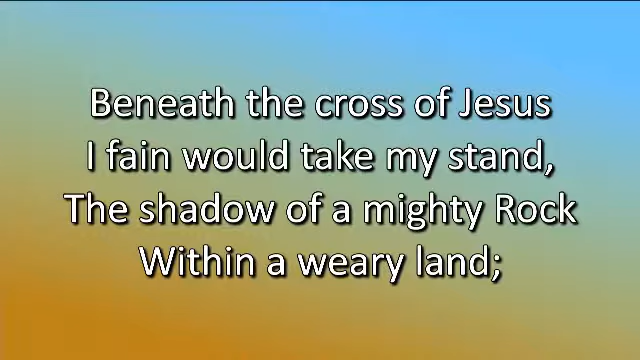 Beneath the cross of Jesus
I fain would take my stand,
The shadow of a mighty Rock
Within a weary land;